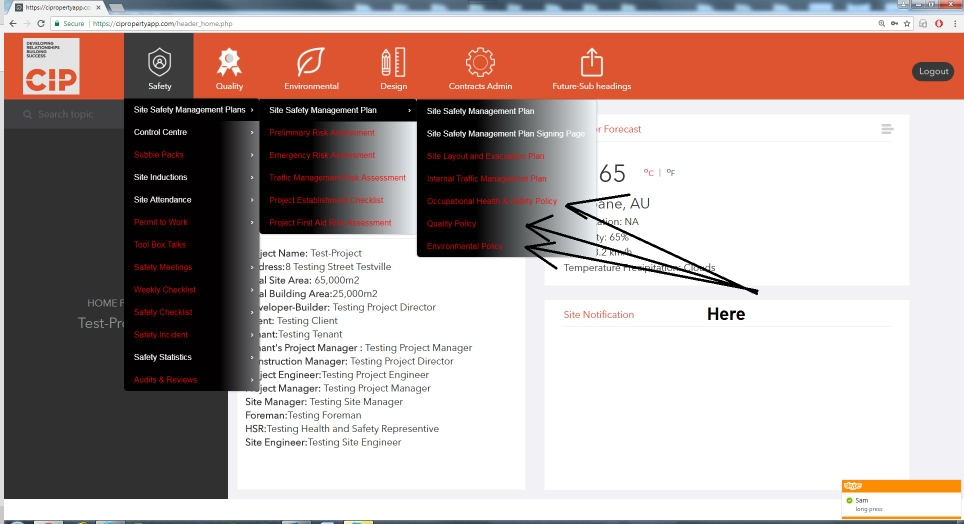 https://cipropertyapp.co
Secure | https://cipropertyapp.com/header_home.php
DEVELOPING
RELATIONSHIPS
BUILDING
SUCCESS
CIP
Safety
Quality
Environmental
Design
Contracts Admin
Future-Sub headings
Logout
Search topic
Site Safety Management Plans
Control Centre
Subbie Packs
Site Inductions
Site Attendance
Permit to Work
Tool Box Talks
Safety Meetings
Weekly Checklist
Safety Checklist
Safety Incident
Safety Statistics
Audits & Reviews
Site Safety Management Plan
Prelimnary Risk Assessment
Emergency Risk Assessment
Traffic Management Risk Assessment
Project Establishment Checklist
Project First Aid Risk Assessment
Site Safety Management Plan
Site Safety Management Plan Signing Page
Site Layout and Evacuation Plan
Internal Traffic Management Plan
Occupational Health & Safety Policy
Quality Policy
Environmental Policy
HOME P
Test-Pro
ject Name: Test-Project
dress:8 Testing Street Testville
al Site Area: 65,000m2
al Building Area:25,000m2
veloper-Builder: Testing Project Director
ent: Testing Client
nant:Testing Tenant
nant's Project Manager : Testing Project Manager
nstruction Manager: Testing Project Director
ject Engineer:Testing Project Engineer
ject Manager: Testing Project Manager
Site Manager: Testing Site Manager
Foreman:Testing Foreman
HSR:Testing Health and Safety Representive
Site Engineer:Testing Site Engineer
r Forecast
65 ºC | ºF
ane, AU
ation: NA
ty: 65%
.2 km/h
Temperature Precipitation Clouds
Site Notification
Here
Sam
long press